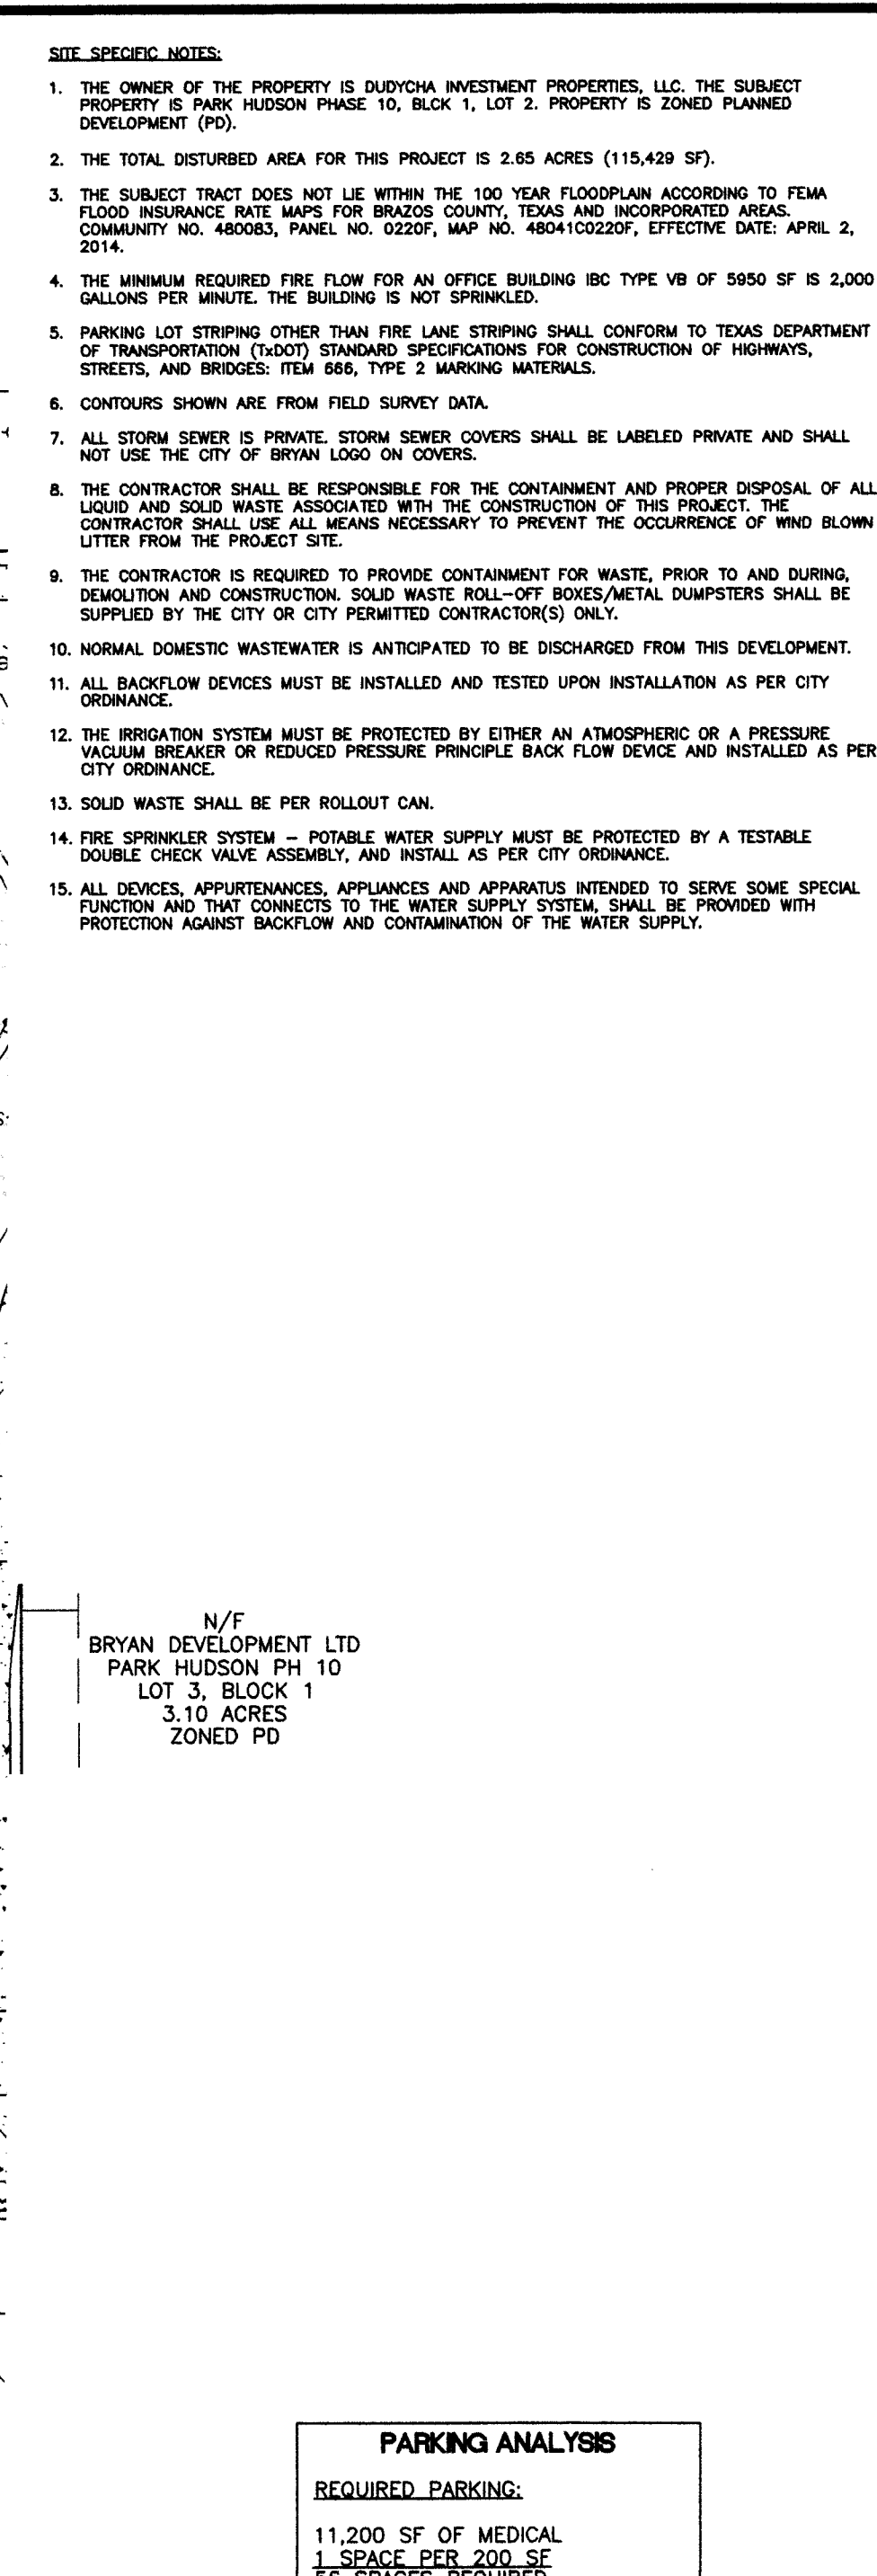 SITE SPECIFIC NOTES:
1. THE OWNER OF THE PROPERTY IS DUDYCHA INVESTMENT PROPERTIES, LLC. THE SUBJECT
PROPERTY IS PARK HUDSON PHASE 10, BLCK 1, LOT 2. PROPERTY IS ZONED PLANNED
DEVELOPMENT (PD).
2. THE TOTAL DISTURBED AREA FOR THIS PROJECT IS 2.65 ACRES (115,429 SF).
3. THE SUBJECT TRACT DOES NOT LIE WITHIN THE 100 YEAR FLOODPLAIN ACCORDING TO FEMA
FLOOD INSURANCE RATE MAPS FOR BRAZOS COUNTY, TEXAS AND INCORPORATED AREAS.
COMMUNITY NO. 480083, PANEL NO. 0220F, MAP NO. 48041C0220F, EFFECTIVE DATE: APRIL 2,
2014.
4. THE MINIMUM REQUIRED FIRE FLOW FOR AN OFFICE BUILDING IBC TYPE VB OF 5950 SF IS 2,000
GALLONS PER MINUTE. THE BUILDING IS NOT SPRINKLED.
5. PARKING LOT STRIPING OTHER THAN FIRE LANE STRIPING SHALL CONFORM TO TEXAS DEPARTMENT
OF TRANSPORTATION (TxDOT) STANDARD SPECIFICATIONS FOR CONSTRUCTION OF HIGHWAYS,
STREETS, AND BRIDGES: ITEM 666, TYPE 2 MARKING MATERIALS.
6. CONTOURS SHOWN ARE FROM FIELD SURVEY DATA.
7. ALL STORM SEWER IS PRIVATE. STORM SEWER COVERS SHALL BE LABELED PRIVATE AND SHALL
NOT USE THE CITY OF BRYAN LOGO ON COVERS.
8. THE CONTRACTOR SHALL BE RESPONSIBLE FOR THE CONTAINMENT AND PROPER DISPOSAL OF ALL
LIQUID AND SOLID WASTE ASSOCIATED WITH THE CONSTRUCTION OF THIS PROJECT. THE
CONTRACTOR SHALL USE ALL MEANS NECESSARY TO PREVENT THE OCCURRENCE OF WIND BLOWN
LITTER FROM THE PROJECT SITE.
9. THE CONTRACTOR IS REQUIRED TO PROVIDE CONTAINMENT FOR WASTE, PRIOR TO AND DURING,
DEMOLITION AND CONSTRUCTION. SOLID WASTE ROLL-OFF BOXES/METAL DUMPSTERS SHALL BE
SUPPLIED BY THE CITY OR CITY PERMITTED CONTRACTOR(S) ONLY.
10. NORMAL DOMESTIC WASTEWATER IS ANTICIPATED TO BE DISCHARGED FROM THIS DEVELOPMENT.
11. ALL BACKFLOW DEVICES MUST BE INSTALLED AND TESTED UPON INSTALLATION AS PER CITY
ORDINANCE.
12. THE IRRIGATION SYSTEM MUST BE PROTECTED BY EITHER AN ATMOSPHERIC OR A PRESSURE
VACUUM BREAKER OR REDUCED PRESSURE PRINCIPLE BACK FLOW DEVICE AND INSTALLED AS PER
CITY ORDINANCE.
13. SOLID WASTE SHALL BE PER ROLLOUT CAN.
14. FIRE SPRINKLER SYSTEM – POTABLE WATER SUPPLY MUST BE PROTECTED BY A TESTABLE
DOUBLE CHECK VALVE ASSEMBLY, AND INSTALL AS PER CITY ORDINANCE.
15. ALL DEVICES, APPURTENANCES, APPLIANCES AND APPARATUS INTENDED TO SERVE SOME SPECIAL
FUNCTION AND THAT CONNECTS TO THE WATER SUPPLY SYSTEM, SHALL BE PROVIDED WITH
PROTECTION AGAINST BACKFLOW AND CONTAMINATION OF THE WATER SUPPLY.
N/F
BRYAN DEVELOPMENT LTD
PARK HUDSON PH 10
LOT 3, BLOCK 1
3.10 ACRES
ZONED PD
PARKING ANALYSIS
REQUIRED PARKING:
11,200 SF OF MEDICAL
1 SPACE PER 200 SF
56 SPACES REQUIRED